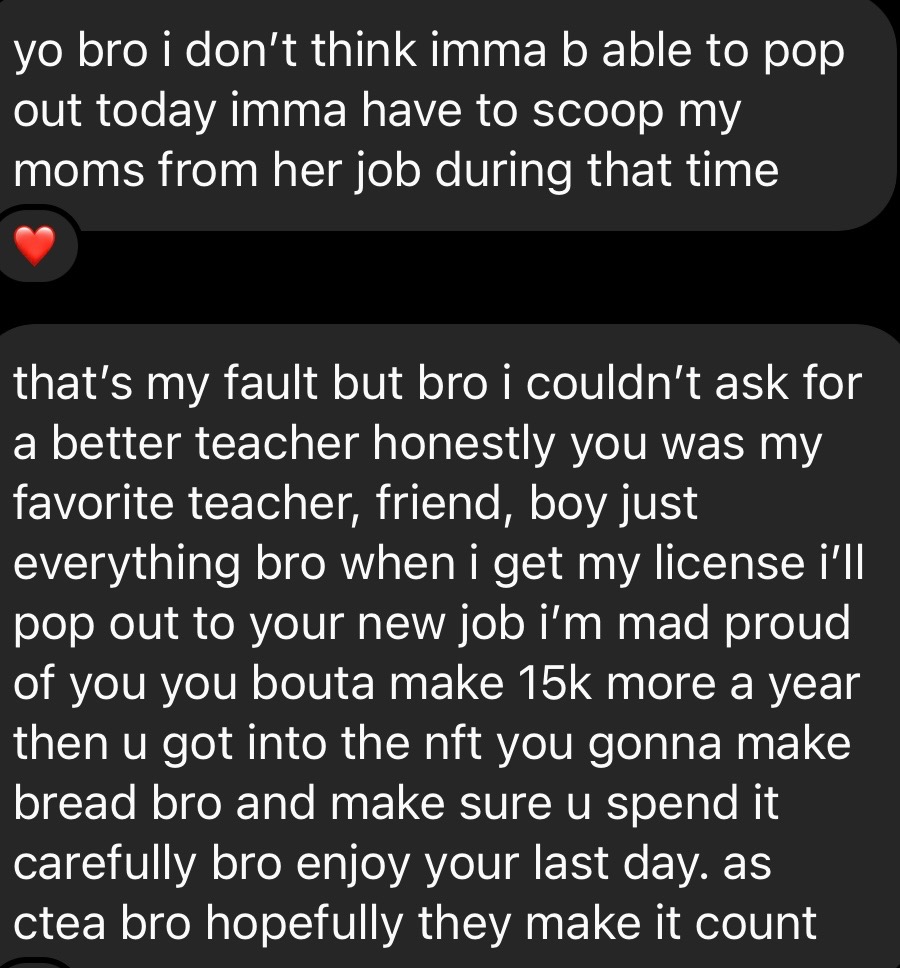 yo bro i don’t think imma b able to pop
out today imma have to scoop my
moms from her job during that time
that’s my fault but bro i couldn’t ask for
a better teacher honestly you was my
favorite teacher, friend, boy just
everything bro when i get my license i’ll
pop out to your new job i’m mad proud
of you you bouta make 15k more a year
then u got into the nft you gonna make
bread bro and make sure u spend it
carefully bro enjoy your last day. as
ctea bro hopefully they make it count